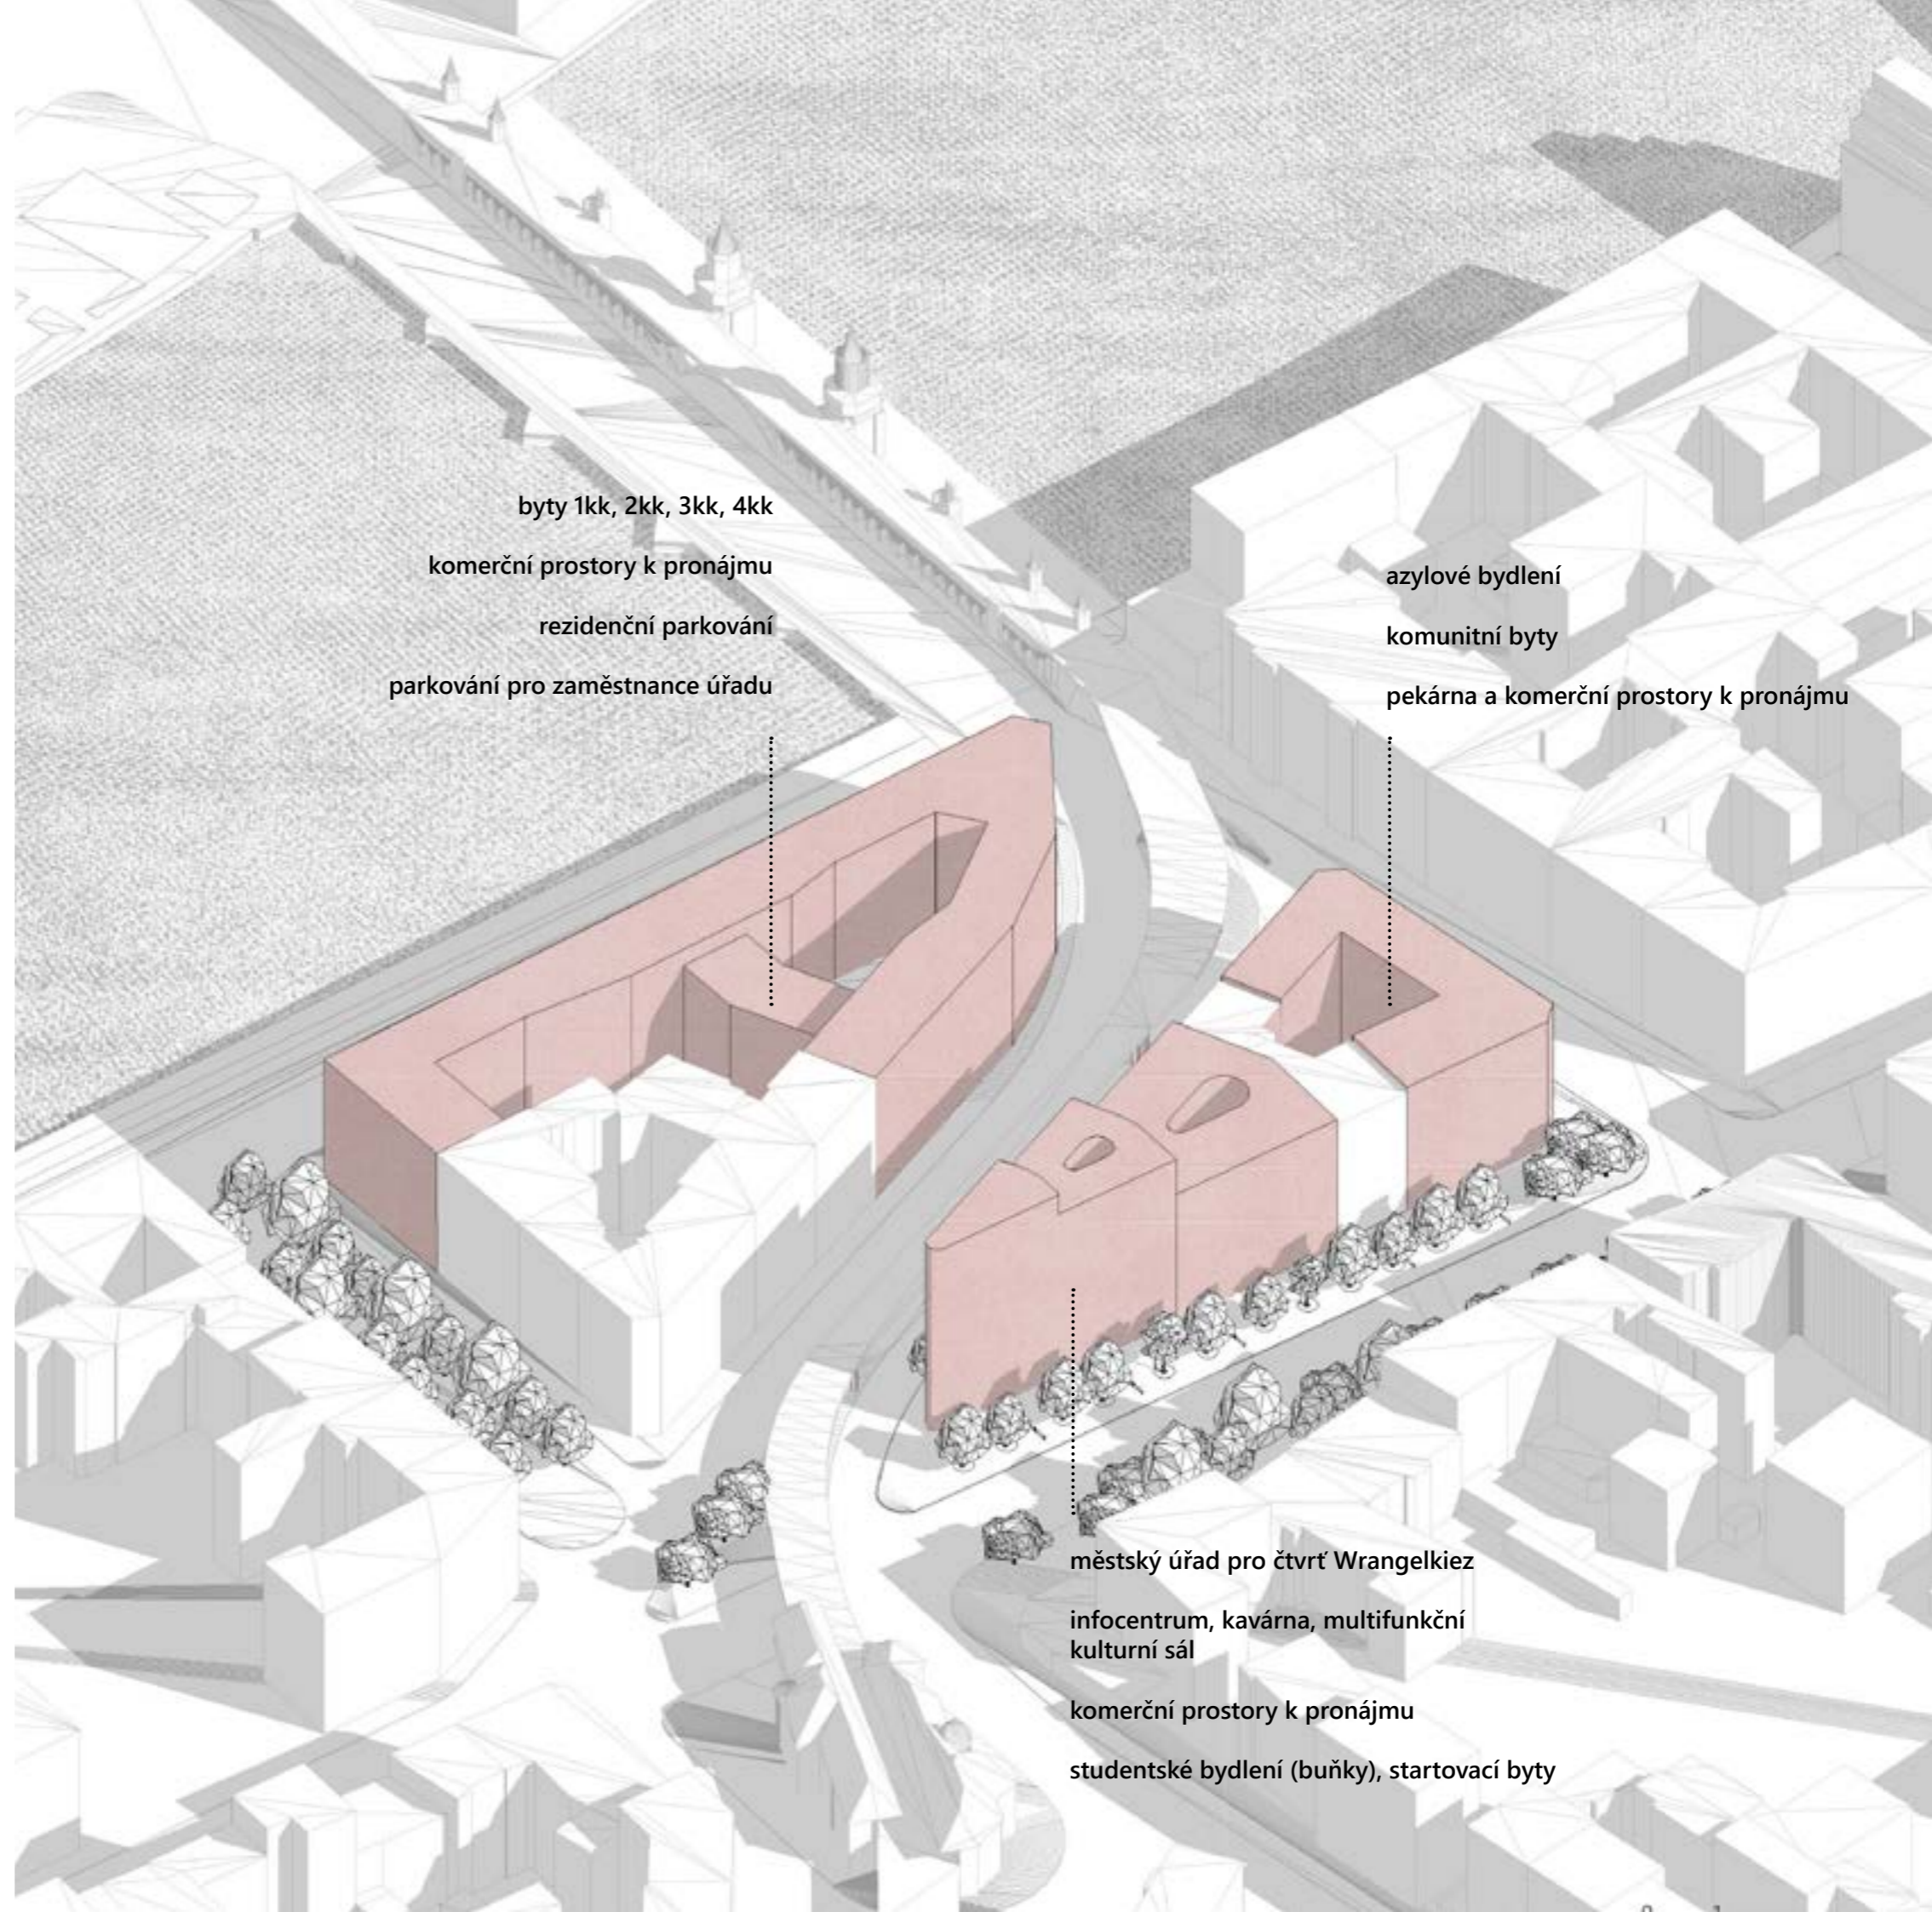 byty 1kk, 2kk, 3kk, 4kk
komerční prostory k pronájmu
rezidenční parkování
parkování pro zaměstnance úřadu
azylové bydlení
komunitní byty
pekárna a komerční prostory k pronájmu
městský úřad pro čtvrť Wrangelkiez
infocentrum, kavárna, multifunkční
kulturní sál
komerční prostory k pronájmu
studentské bydlení (buňky), startovací byty